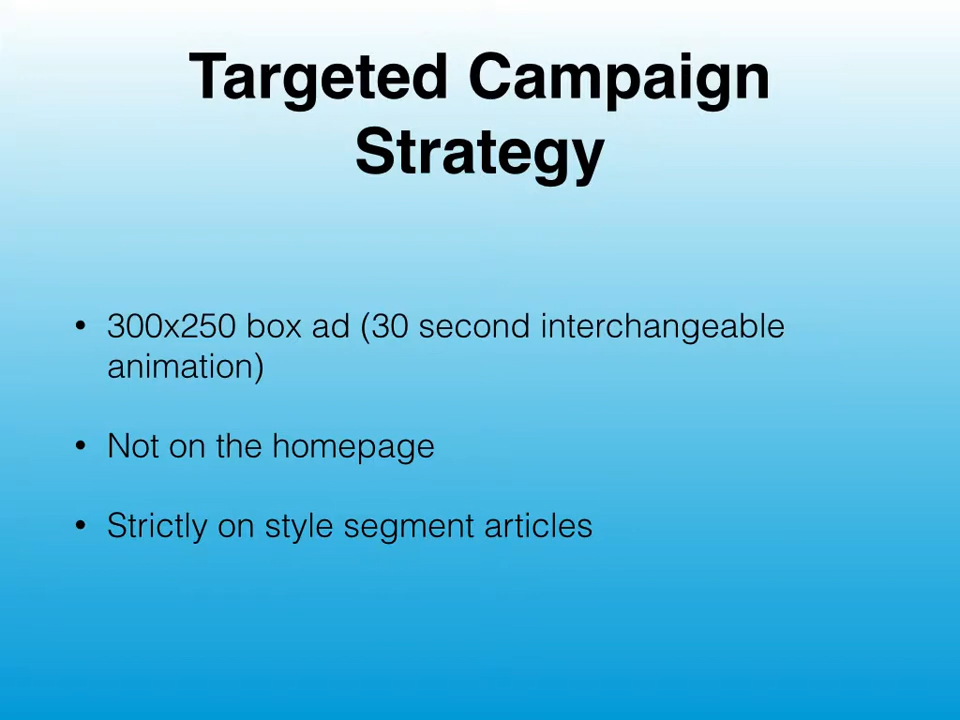 Targeted Campaign
Strategy
• 300x250 box ad (30 second interchangeable
animation)
• Not on the homepage
• Strictly on style segment articles